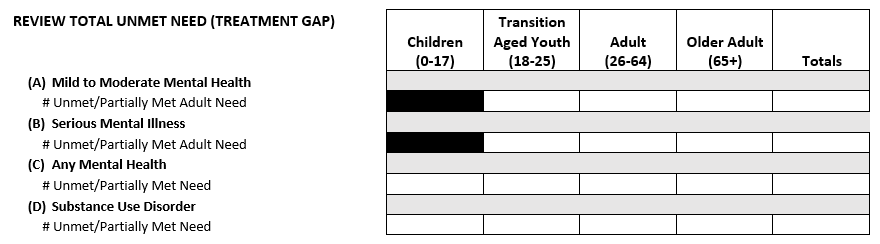 REVIEW TOTAL UNMET NEED (TREATMENT GAP)
Children (0-17)
Transition Aged Youth (18-25)
Adult (26-64)
Older Adult (65+)
Totals
(A) Mild to Moderate Mental Health
# Unmet/Partially Met Adult Need
(B) Serious Mental Illness
# Unmet/Partially Met Adult Need
(C) Any Mental Health
# Unmet/Partially Met Need
(D) Substance Use Disorder
# Unmet/Partially Met Need